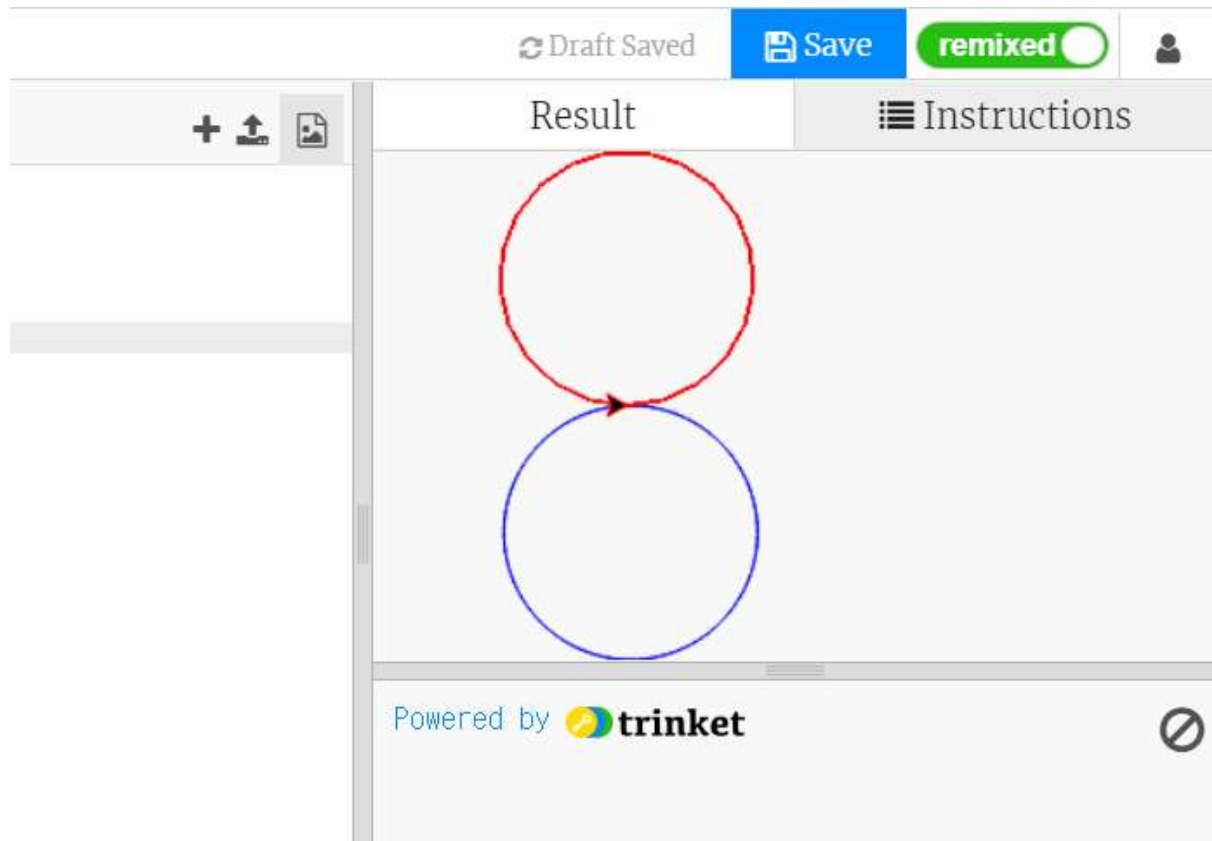 Draft Saved
Save
remixed
Result
Instructions
Powered by trinket